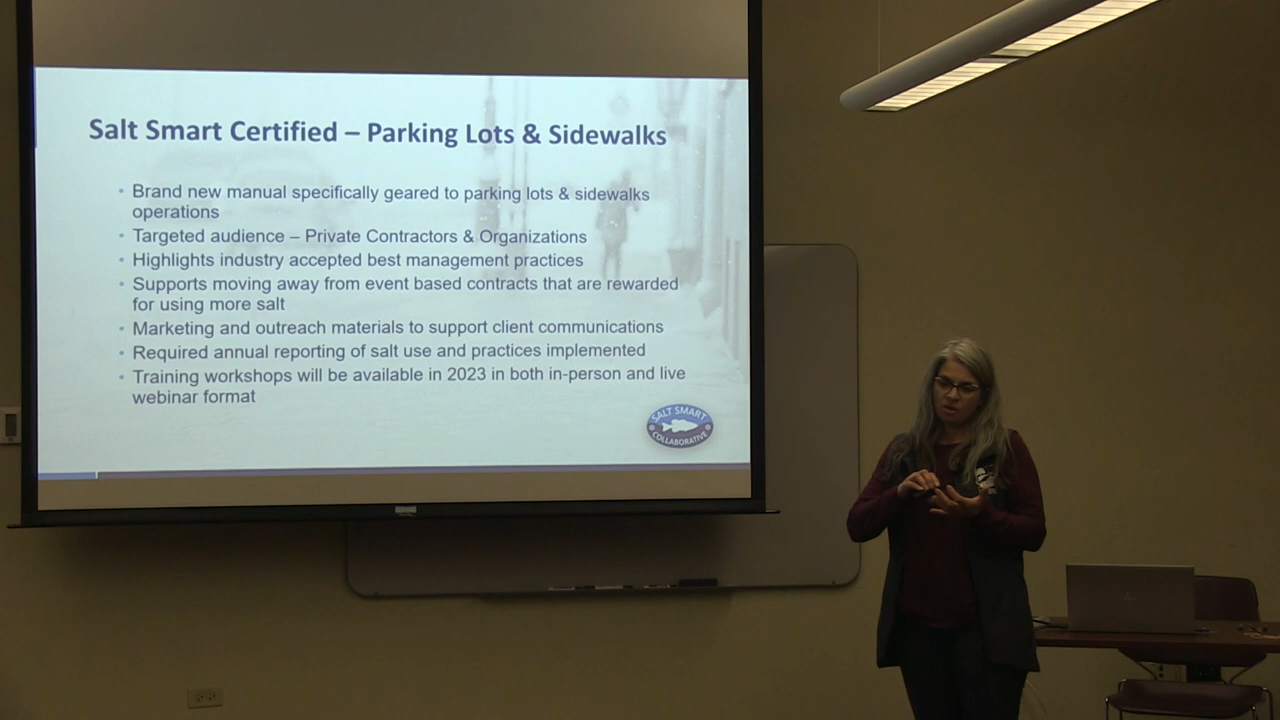 Salt Smart Certified – Parking Lots & Sidewalks
• Brand new manual specifically geared to parking lots & sidewalks
operations
• Targeted audience – Private Contractors & Organizations
• Highlights industry accepted best management practices
• Supports moving away from event based contracts that are rewarded
for using more salt
• Marketing and outreach materials to support client communications
• Required annual reporting of salt use and practices implemented
• Training workshops will be available in 2023 in both in-person and live
webinar format
SALT SMART
COLLABORATIVE